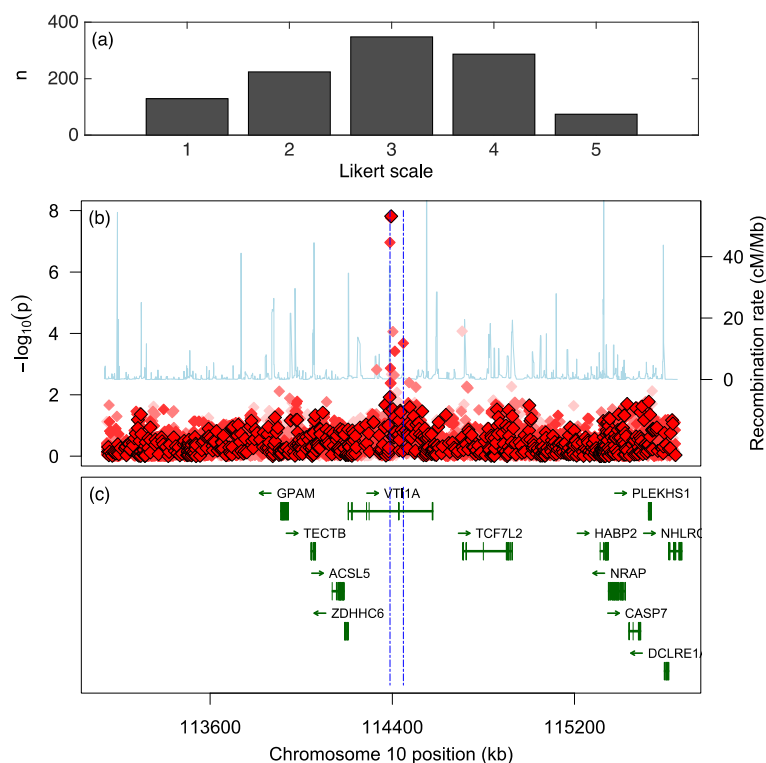 (a)
400
200
0
n
1 2 3 4 5
Likert scale
(b)
8
6
4
2
0
−log10(p)
40
20
0
Recombination rate (cM/Mb)
(c)
GPAM
VTI1A
PLEKHS1
TECTB
TCF7L2
HABP2
NHLRC
ACSL5
NRAP
ZDHHC6
CASP7
DCLRE1A
113600 114400 115200
Chromosome 10 position (kb)